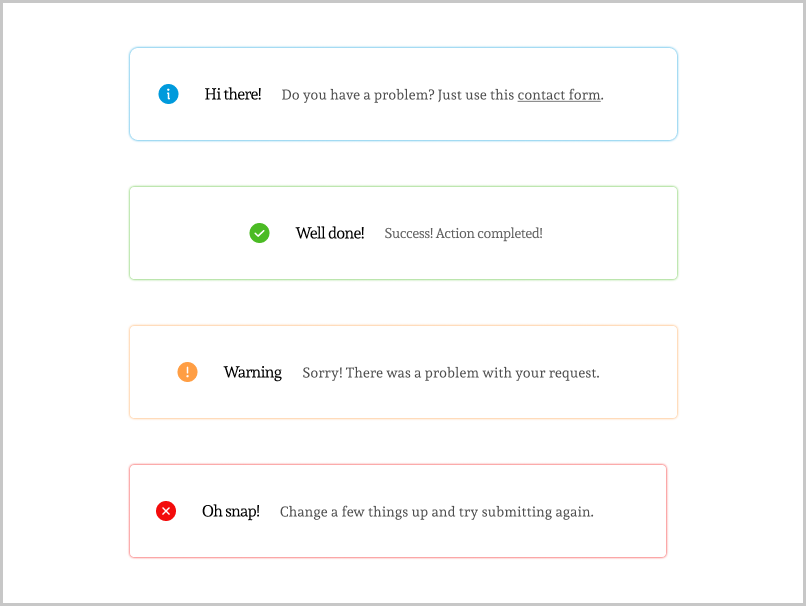 Hi there! Do you have a problem? Just use this contact form.
Well done! Success! Action completed!
Warning Sorry! There was a problem with your request.
Oh snap! Change a few things up and try submitting again.